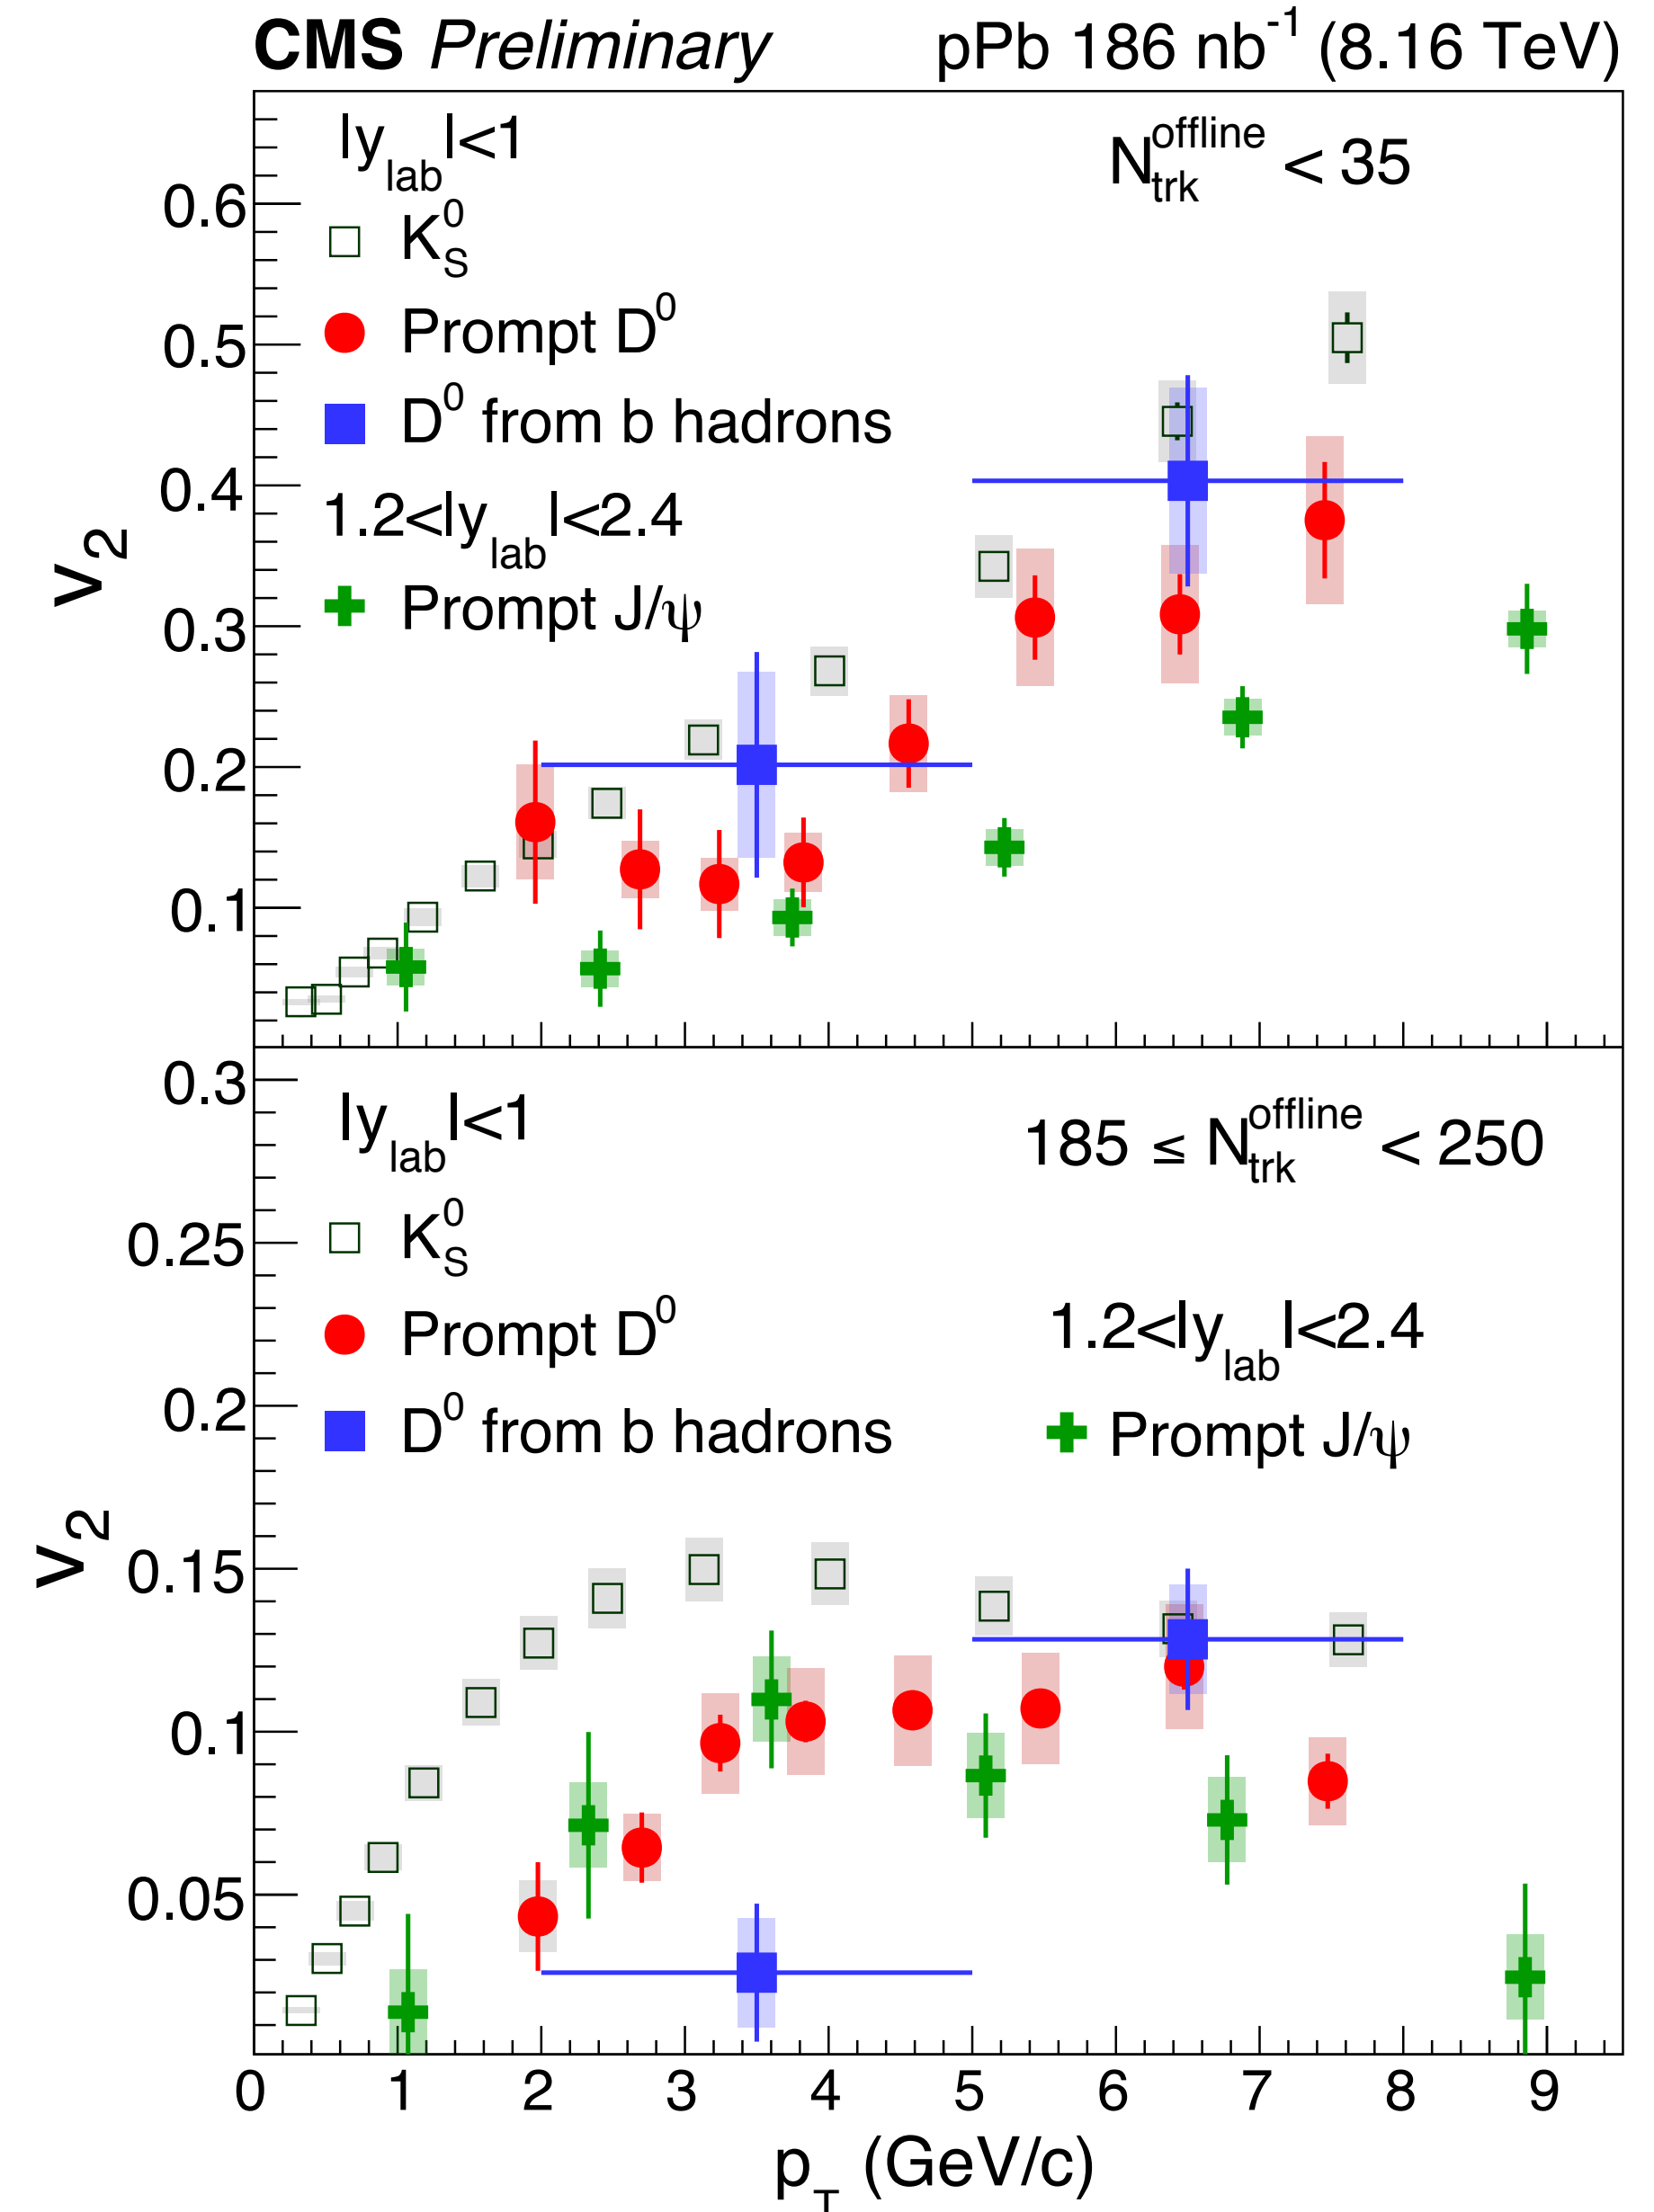 CMS Preliminary pPb 186 nb-1 (8.16 TeV)
|ylab|<1
Ntrkoffline < 35
KS0
Prompt D0
D0 from b hadrons
1.2<|ylab|<2.4
Prompt J/ψ
v2
0.6
0.5
0.4
0.3
0.2
0.1
|ylab|<1
185 ≤ Ntrkoffline < 250
KS0
Prompt D0
D0 from b hadrons
1.2<|ylab|<2.4
Prompt J/ψ
v2
0.3
0.25
0.2
0.15
0.1
0.05
0 1 2 3 4 5 6 7 8 9
pT (GeV/c)